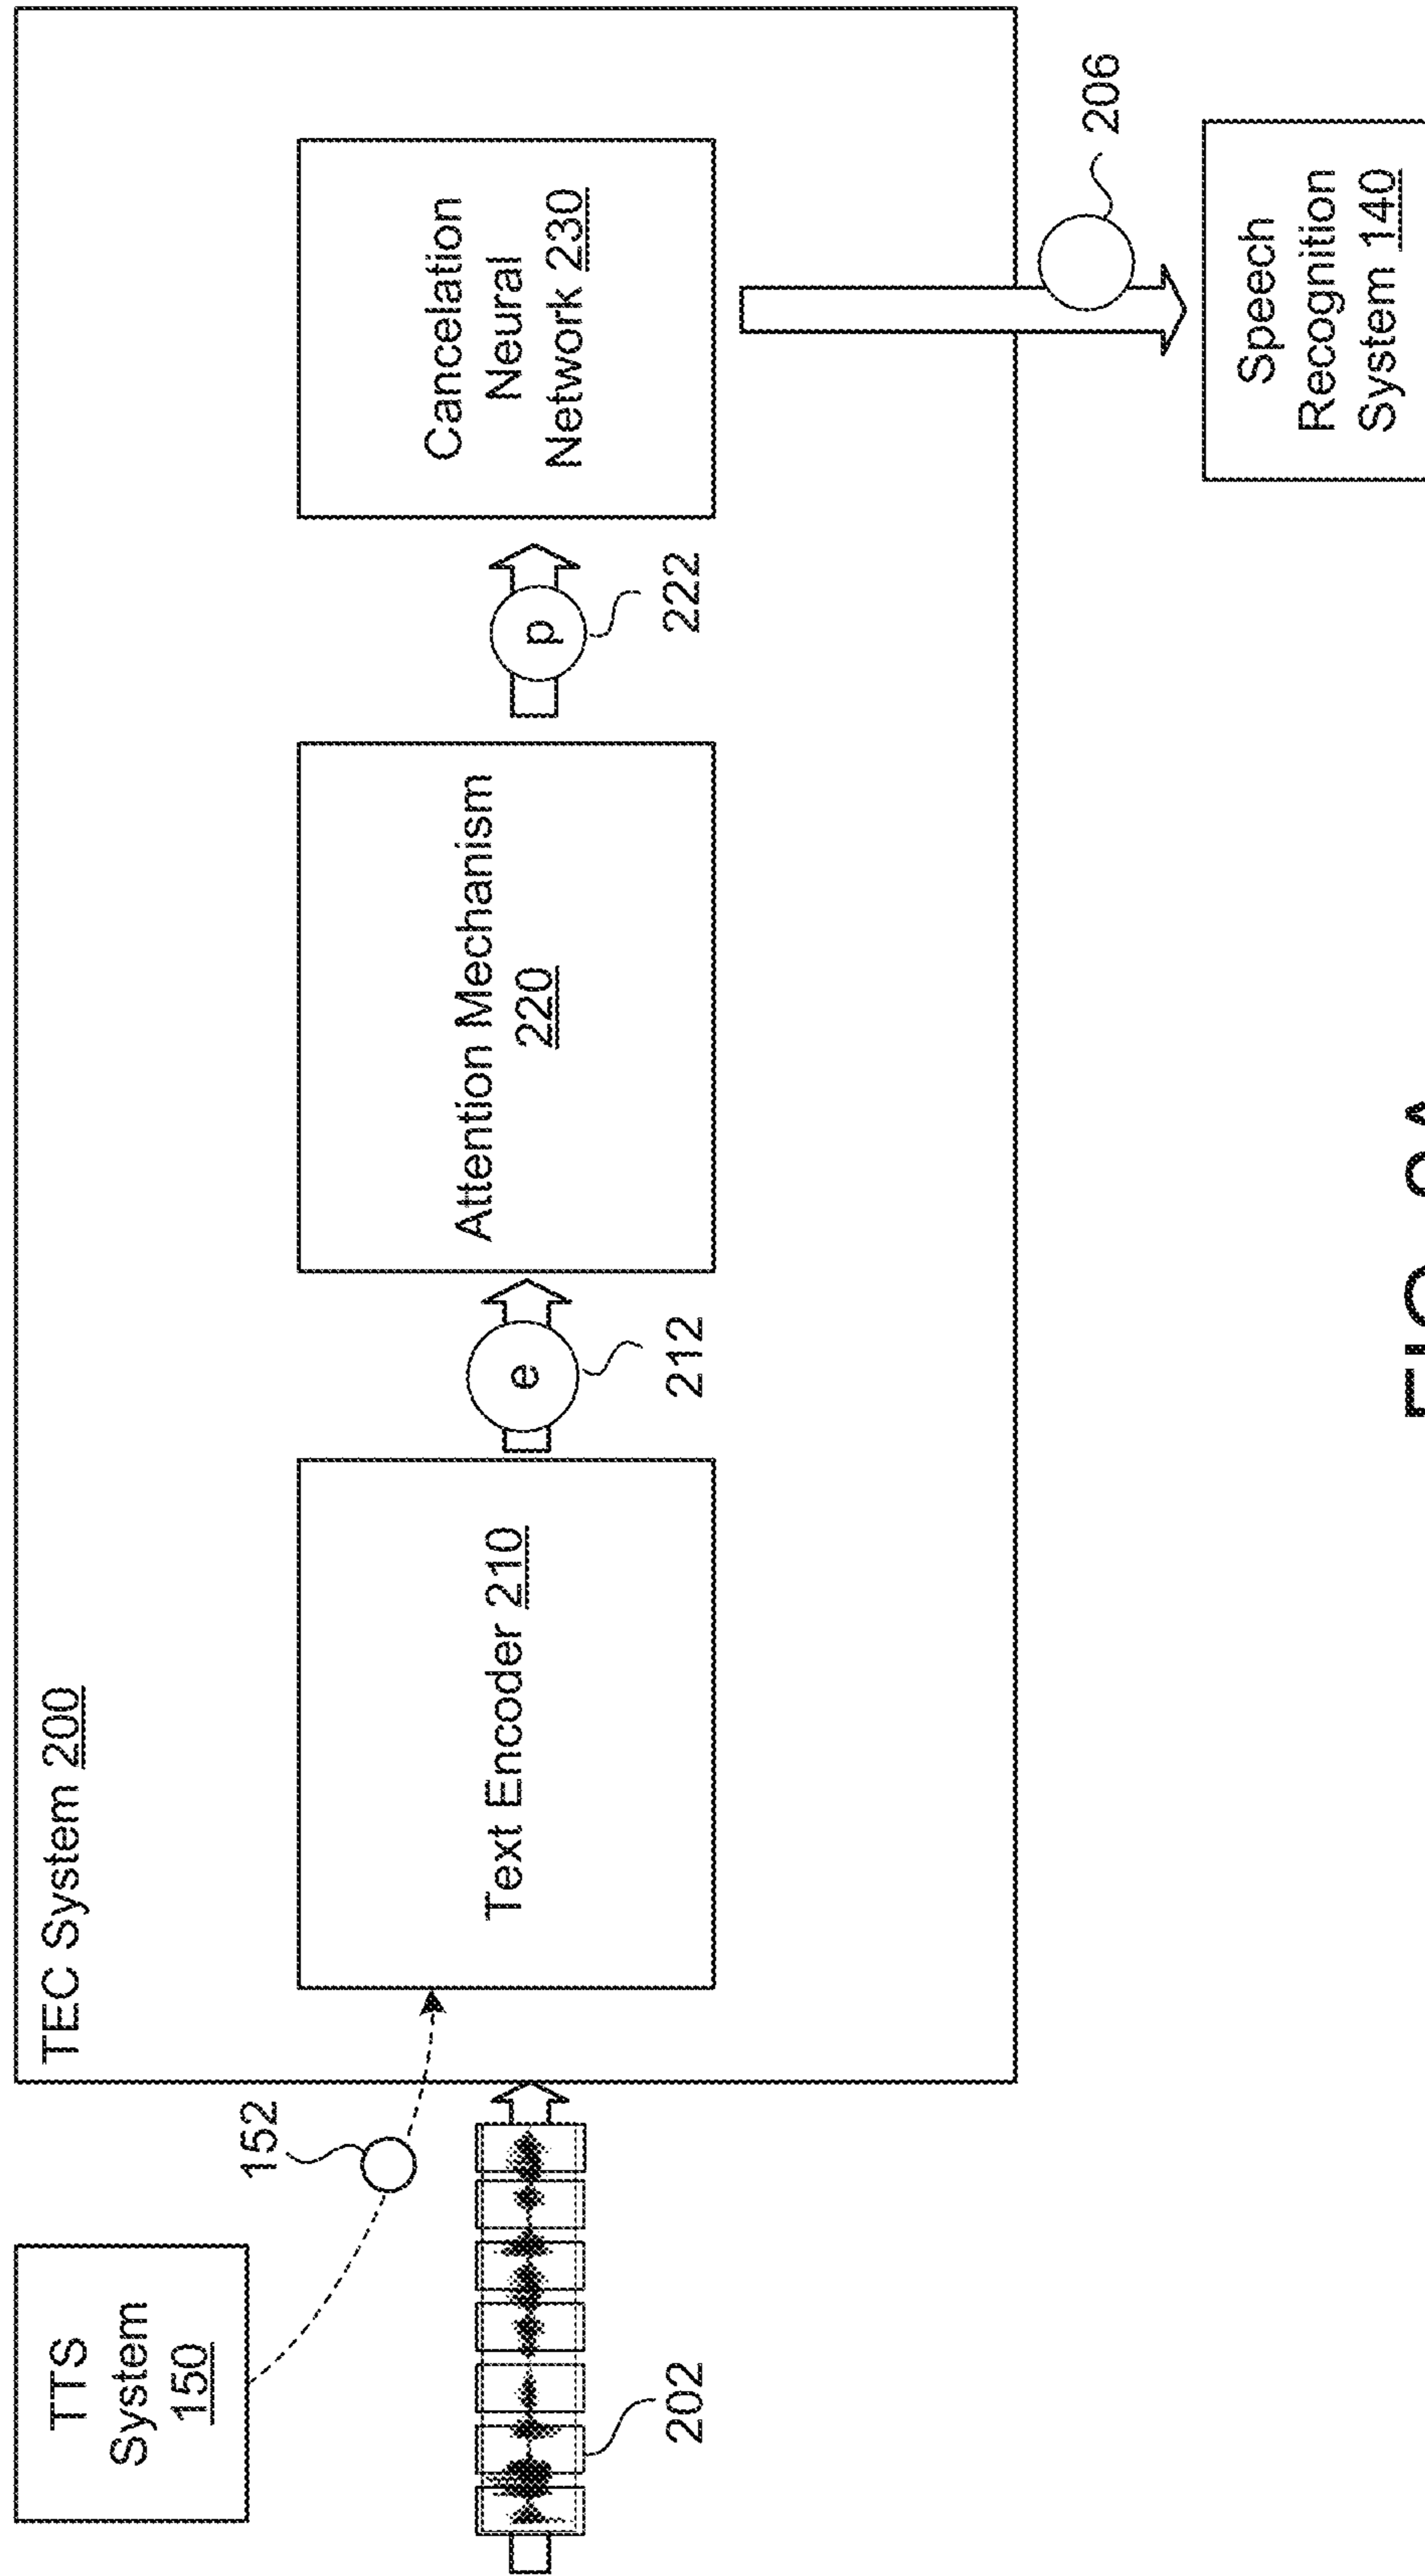 TTS
System
150
152
TEC System 200
202
Text Encoder 210
e
212
Attention Mechanism
220
p
222
Cancelation
Neural
Network 230
206
Speech
Recognition
System 140